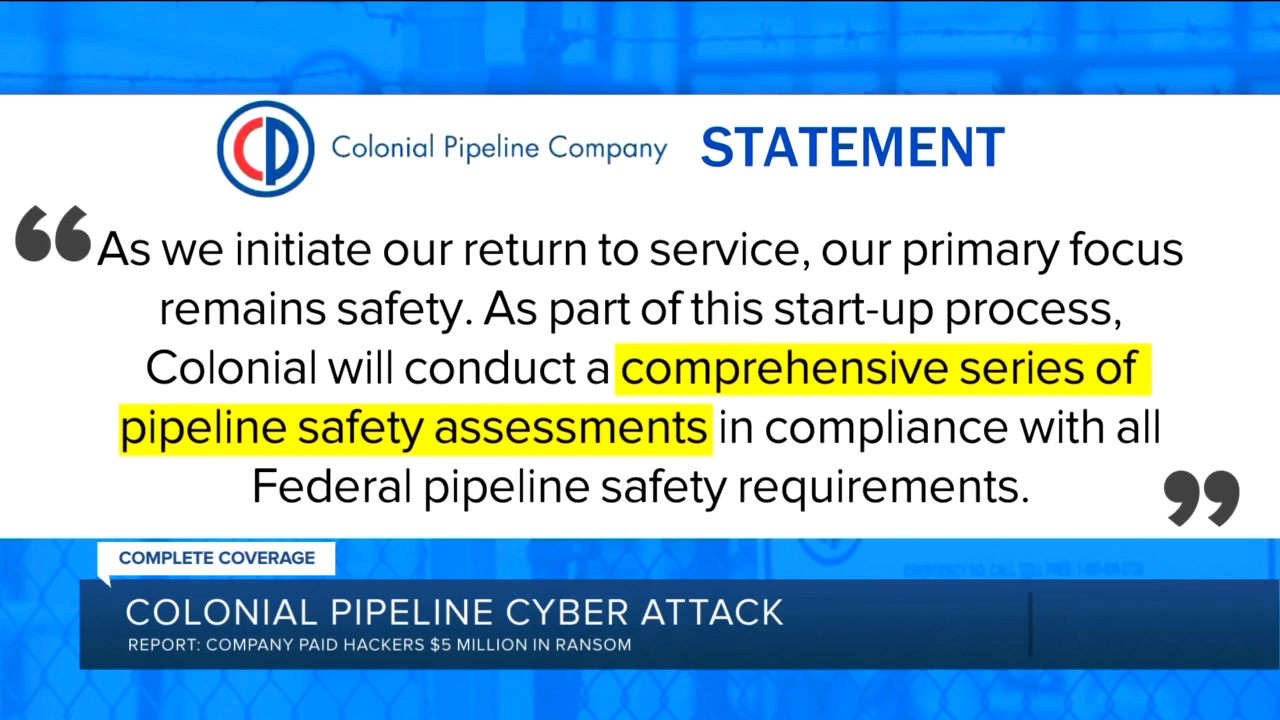 CP Colonial Pipeline Company STATEMENT
“As we initiate our return to service, our primary focus
remains safety. As part of this start-up process,
Colonial will conduct a comprehensive series of
pipeline safety assessments in compliance with all
Federal pipeline safety requirements.”
COMPLETE COVERAGE
COLONIAL PIPELINE CYBER ATTACK
REPORT: COMPANY PAID HACKERS $5 MILLION IN RANSOM